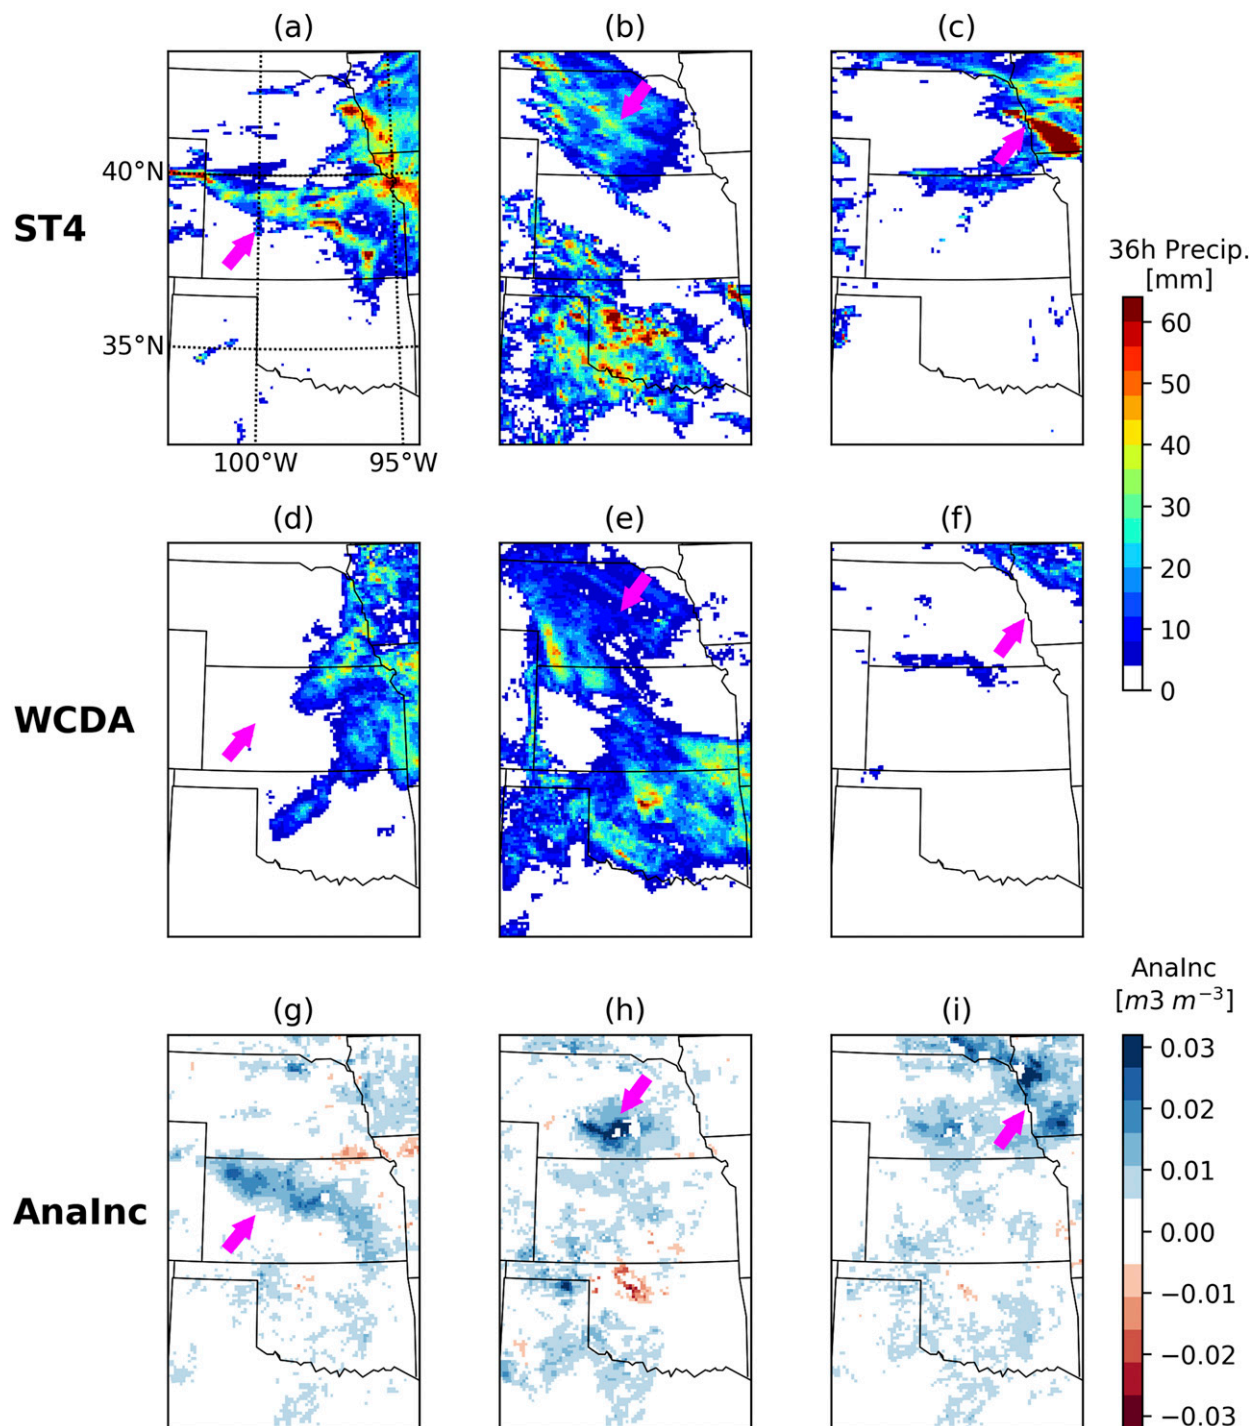 (a) (b) (c)
40°N
ST4
35°N
100°W 95°W
36h Precip.
[mm]
60
50
40
30
20
10
0
(d) (e) (f)
WCDA
(g) (h) (i)
AnaInc
AnaInc
[m3 m⁻³]
0.03
0.02
0.01
0.00
−0.01
−0.02
−0.03